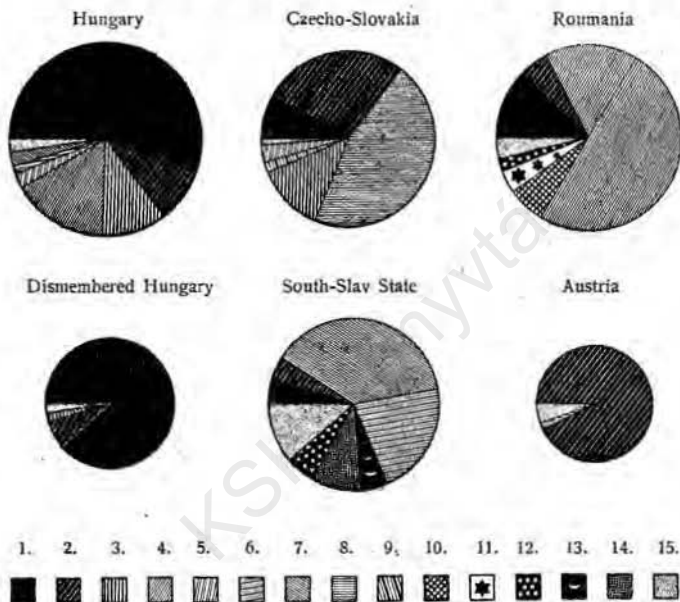 Hungary Czecho-Slovakia Roumania
Dismembered Hungary South-Slav State Austria
1. 2. 3. 4. 5. 6. 7. 8. 9. 10. 11. 12. 13. 14. 15.